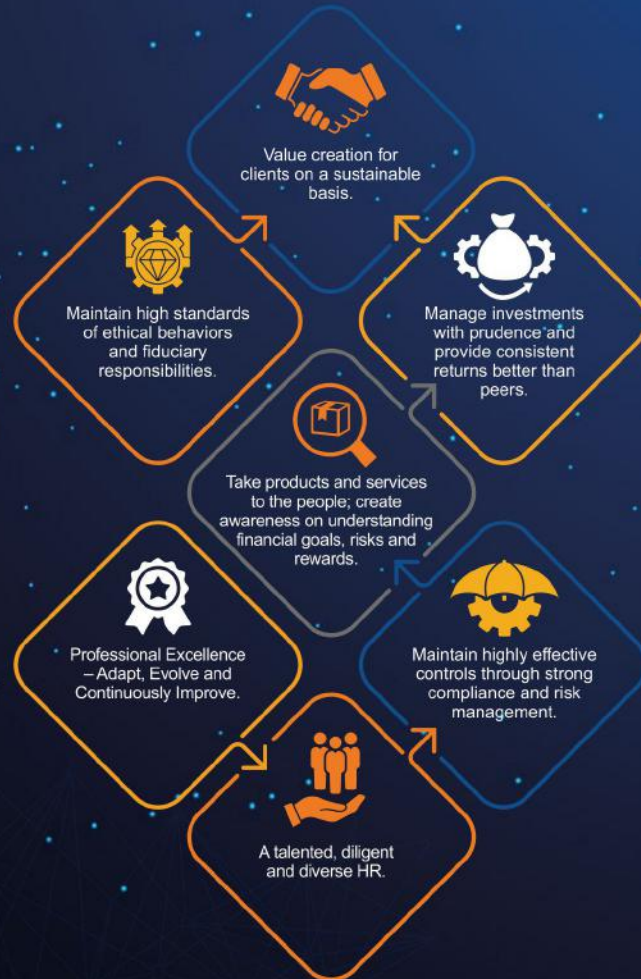 Value creation for
clients on a sustainable
basis.
Maintain high standards
of ethical behaviors
and fiduciary
responsibilities.
Manage investments
with prudence and
provide consistent
returns better than
peers.
Take products and services
to the people; create
awareness on understanding
financial goals, risks and
rewards.
Professional Excellence
– Adapt, Evolve and
Continuously Improve.
Maintain highly effective
controls through strong
compliance and risk
management.
A talented, diligent
and diverse HR.